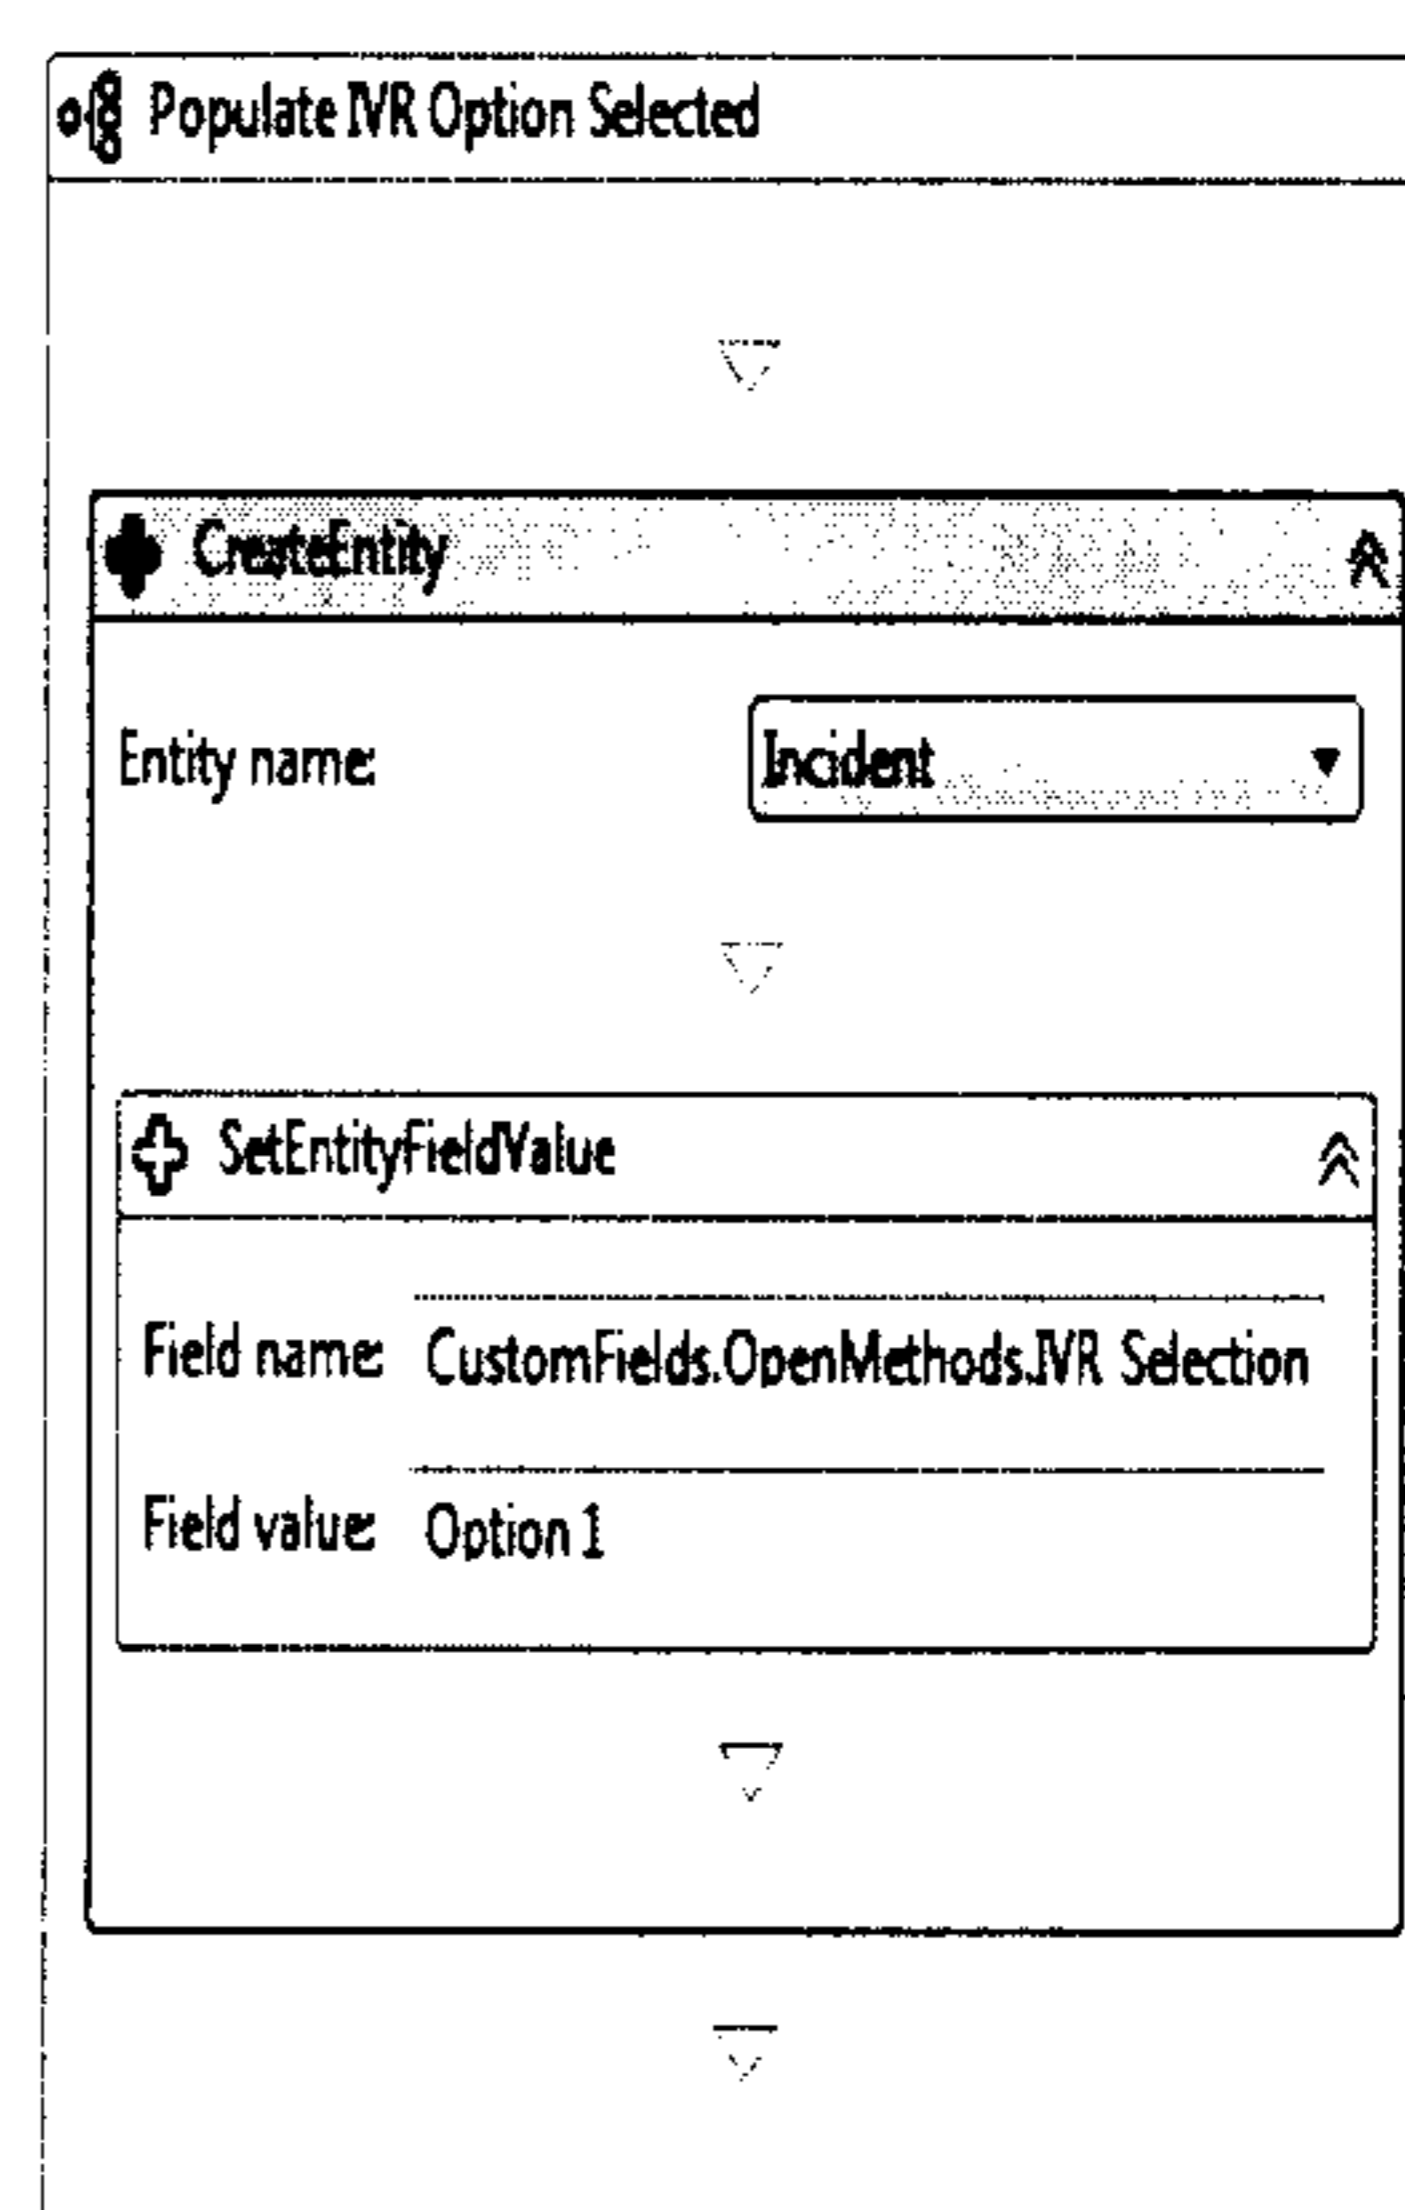 Populate IVR Option Selected
CreateEntity
Entity name:
Incident
SetEntityFieldValue
Field name: CustomFields.OpenMethods.IVR Selection
Field value: Option 1